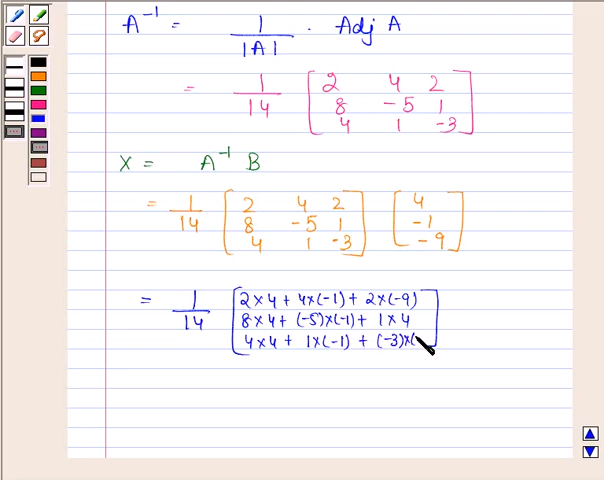 A⁻¹ = 1/|A| . Adj A
= 1/14 [2 4 2
8 -5 1
4 1 -3]
X = A⁻¹ B
= 1/14 [2 4 2
8 -5 1
4 1 -3] [4
-1
-9]
= 1/14 [2×4 + 4×(-1) + 2×(-9)
8×4 + (-5)×(-1) + 1×4
4×4 + 1×(-1) + (-3)×(]